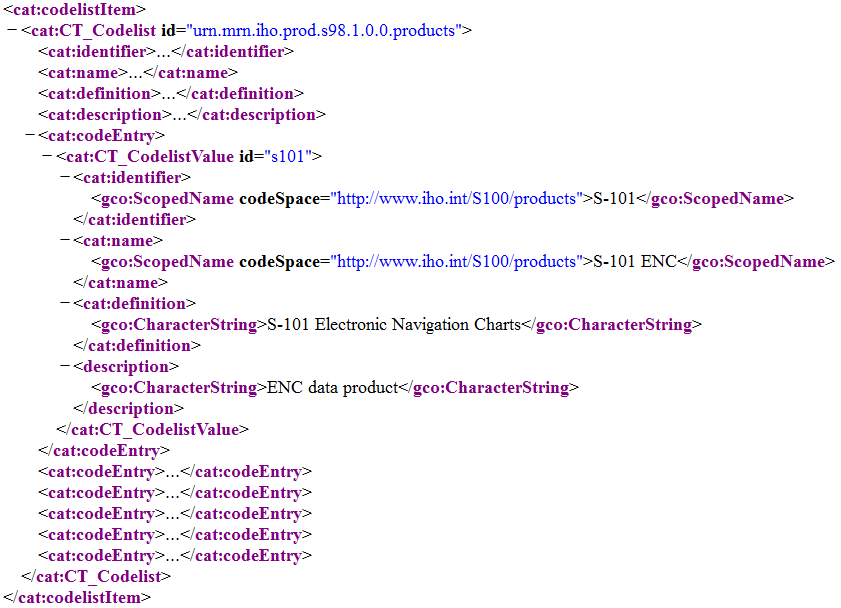 <cat:codelistItem>
− <cat:CT_Codelist id="urn.mrn.iho.prod.s98.1.0.0.products">
<cat:identifier>...</cat:identifier>
<cat:name>...</cat:name>
<cat:definition>...</cat:definition>
<cat:description>...</cat:description>
− <cat:codeEntry>
− <cat:CT_CodelistValue id="s101">
− <cat:identifier>
<gco:ScopedName codeSpace="http://www.iho.int/S100/products">S-101</gco:ScopedName>
</cat:identifier>
− <cat:name>
<gco:ScopedName codeSpace="http://www.iho.int/S100/products">S-101 ENC</gco:ScopedName>
</cat:name>
− <cat:definition>
<gco:CharacterString>S-101 Electronic Navigation Charts</gco:CharacterString>
</cat:definition>
− <description>
<gco:CharacterString>ENC data product</gco:CharacterString>
</description>
</cat:CT_CodelistValue>
</cat:codeEntry>
<cat:codeEntry>...</cat:codeEntry>
<cat:codeEntry>...</cat:codeEntry>
<cat:codeEntry>...</cat:codeEntry>
<cat:codeEntry>...</cat:codeEntry>
<cat:codeEntry>...</cat:codeEntry>
</cat:CT_Codelist>
</cat:codelistItem>